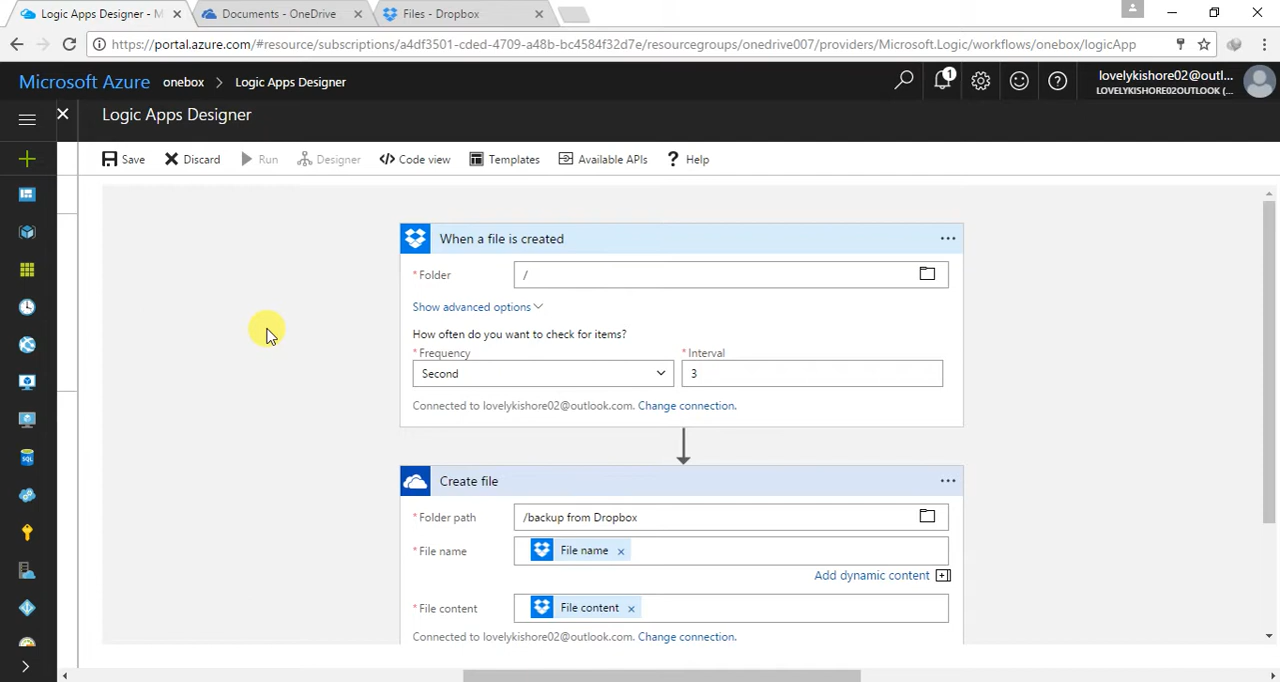 Logic Apps Designer - M
Documents - OneDrive
Files - Dropbox
https://portal.azure.com/#resource/subscriptions/a4df3501-cded-4709-a48b-bc4584f32d7e/resourcegroups/onedrive007/providers/Microsoft.Logic/workflows/onebox/logicApp
Microsoft Azure onebox > Logic Apps Designer
1
lovelykishore02@outl...
LOVELYKISHORE02OUTLOOK (...
Logic Apps Designer
Save Discard Run Designer Code view Templates Available APIs Help
When a file is created
* Folder /
Show advanced options
How often do you want to check for items?
* Frequency * Interval
Second 3
Connected to lovelykishore02@outlook.com. Change connection.
Create file
* Folder path /backup from Dropbox
* File name File name ×
Add dynamic content
* File content File content ×
Connected to lovelykishore02@outlook.com. Change connection.
SQL